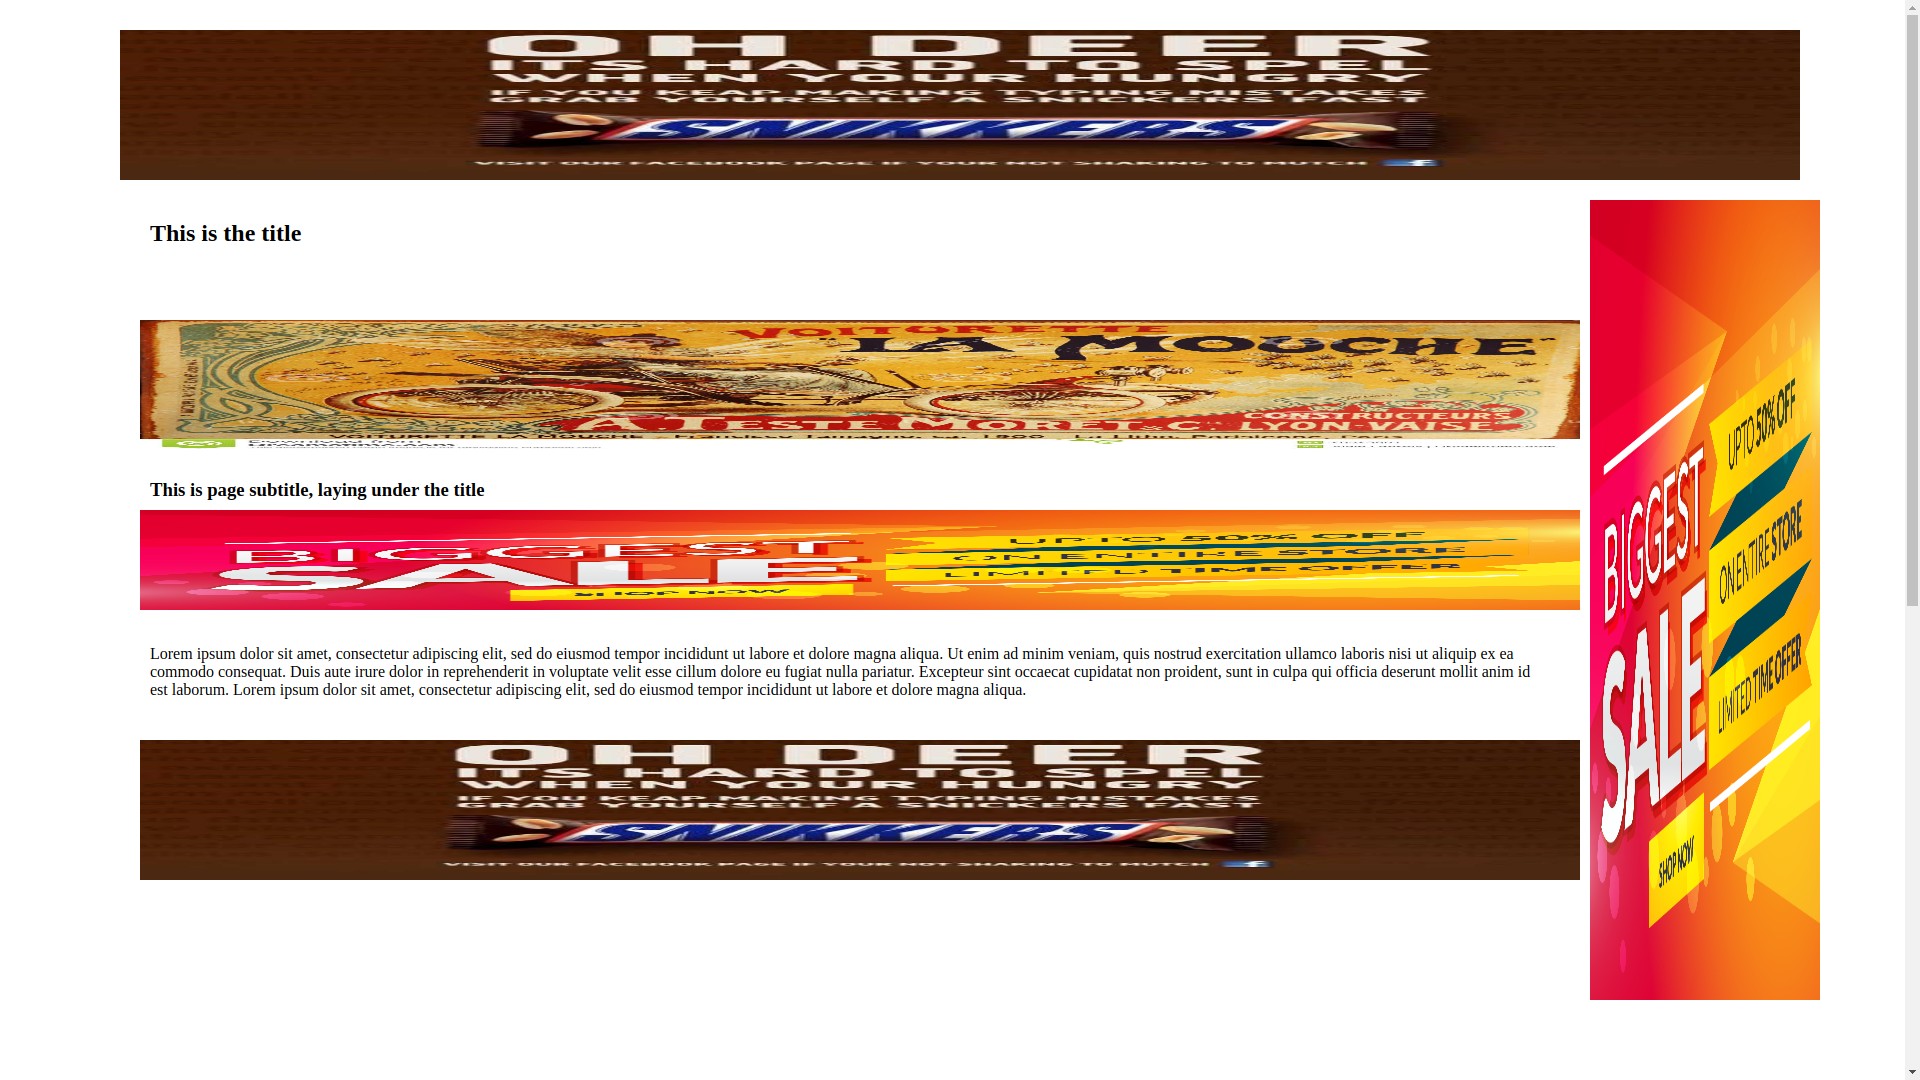 OH DEER
ITS HARD TO SPEL
WHEN YOUR HUNGRY
IF YOU KEAP MAKING TYPING MISTAKES
GRAB YOURSELF A SNICKERS FAST
VISIT OUR FACEBOOK PAGE IF YOUR NOT SHAKING TO MUTCH f
This is the title
VOITURETTE
"LA MOUCHE"
CONSTRUCTEURS
A. TESTE MORET & C. LYON-VAISE
This is page subtitle, laying under the title
BIGGEST
SALE
SHOP NOW
UPTO 50% OFF
ON ENTIRE STORE
LIMITED TIME OFFER
Lorem ipsum dolor sit amet, consectetur adipiscing elit, sed do eiusmod tempor incididunt ut labore et dolore magna aliqua. Ut enim ad minim veniam, quis nostrud exercitation ullamco laboris nisi ut aliquip ex ea
commodo consequat. Duis aute irure dolor in reprehenderit in voluptate velit esse cillum dolore eu fugiat nulla pariatur. Excepteur sint occaecat cupidatat non proident, sunt in culpa qui officia deserunt mollit anim id
est laborum. Lorem ipsum dolor sit amet, consectetur adipiscing elit, sed do eiusmod tempor incididunt ut labore et dolore magna aliqua.
OH DEER
ITS HARD TO SPEL
WHEN YOUR HUNGRY
IF YOU KEAP MAKING TYPING MISTAKES
GRAB YOURSELF A SNICKERS FAST
VISIT OUR FACEBOOK PAGE IF YOUR NOT SHAKING TO MUTCH f
BIGGEST
SALE
SHOP NOW
UPTO 50% OFF
ON ENTIRE STORE
LIMITED TIME OFFER